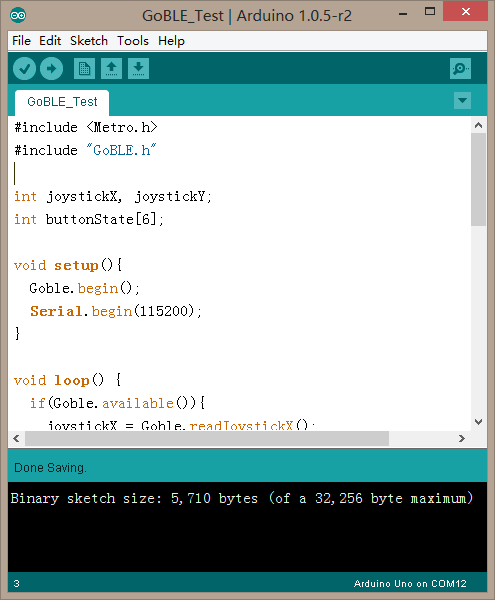 GoBLE_Test | Arduino 1.0.5-r2
File Edit Sketch Tools Help
GoBLE_Test
#include <Metro.h>
#include "GoBLE.h"
int joystickX, joystickY;
int buttonState[6];
void setup(){
Goble.begin();
Serial.begin(115200);
}
void loop() {
if(Goble.available()){
joystickX = Goble.readJoystickX();
Done Saving.
Binary sketch size: 5,710 bytes (of a 32,256 byte maximum)
3
Arduino Uno on COM12